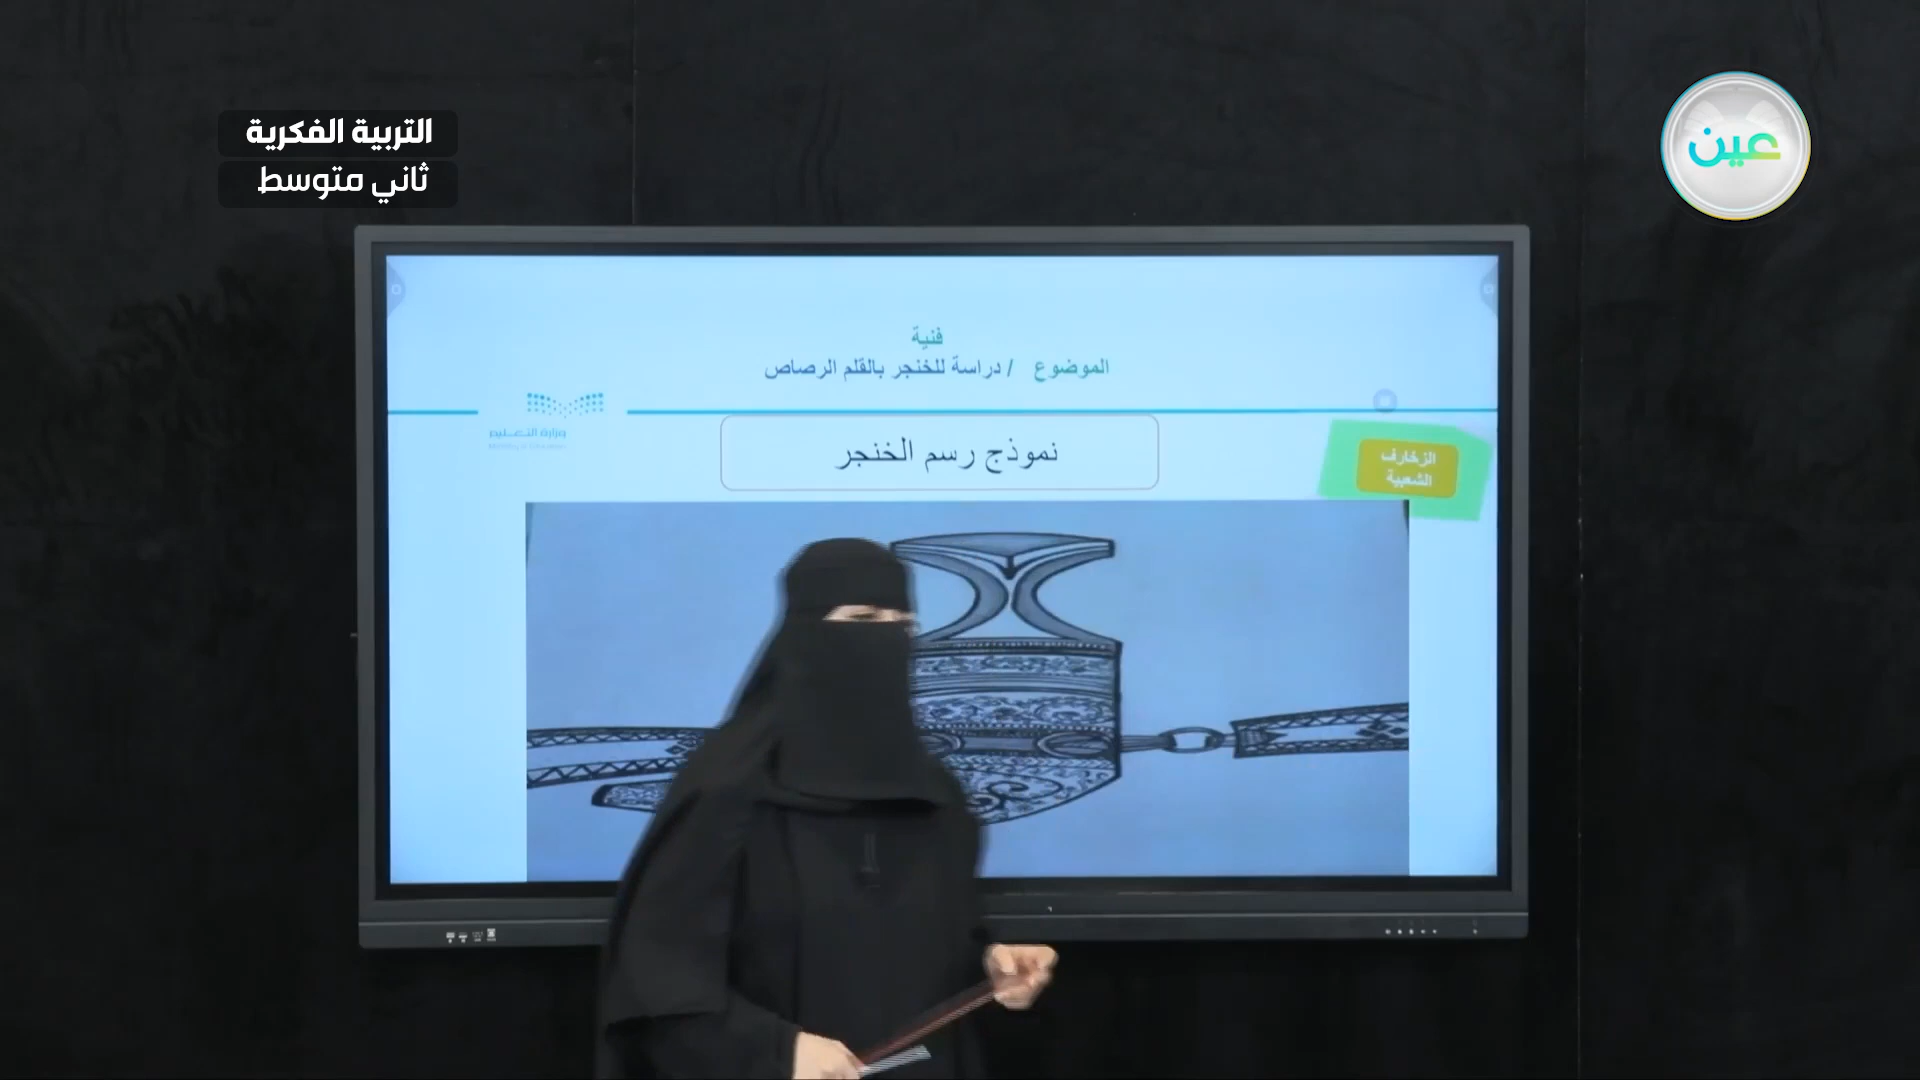 التربية الفكرية
ثاني متوسط
عين
فنية
الموضوع / دراسة للخنجر بالقلم الرصاص
وزارة التعليم
نموذج رسم الخنجر
الزخارف
الشعبية